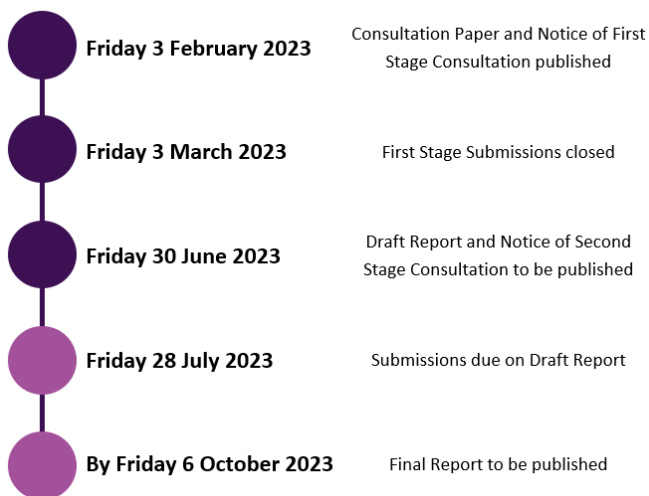 Friday 3 February 2023
Consultation Paper and Notice of First
Stage Consultation published
Friday 3 March 2023
First Stage Submissions closed
Friday 30 June 2023
Draft Report and Notice of Second
Stage Consultation to be published
Friday 28 July 2023
Submissions due on Draft Report
By Friday 6 October 2023
Final Report to be published